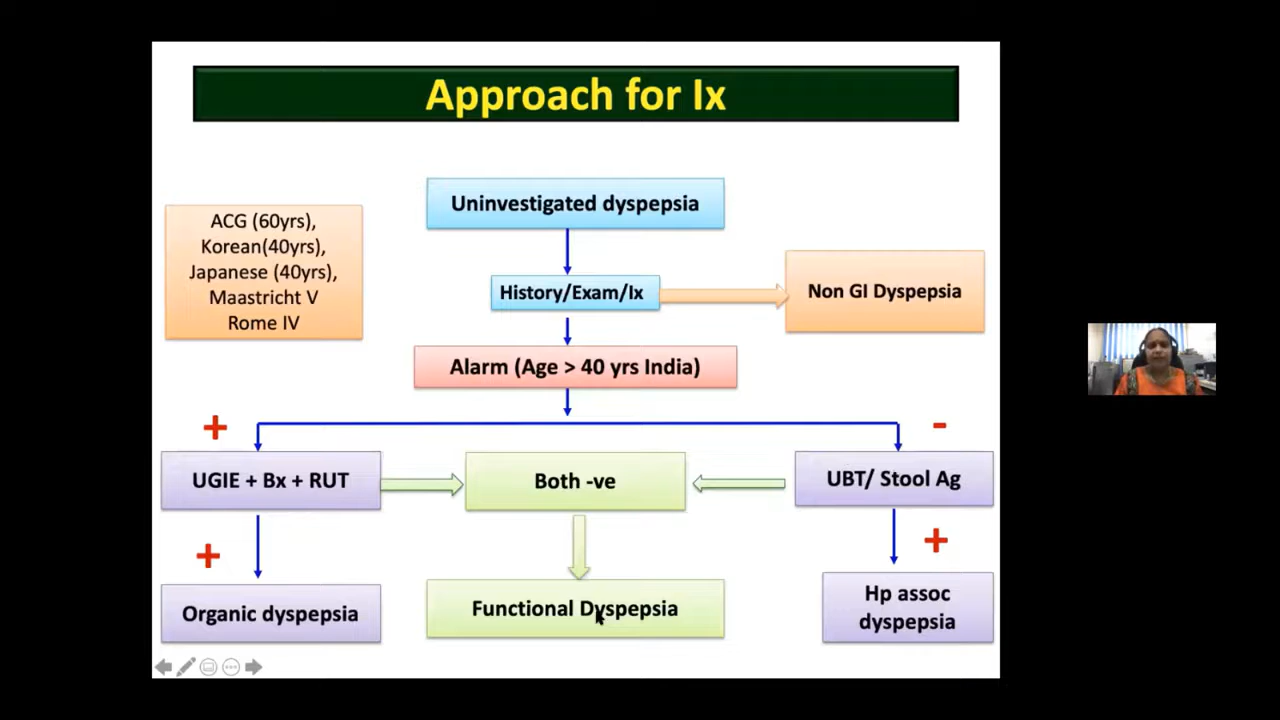 Approach for Ix
Uninvestigated dyspepsia
ACG (60yrs),
Korean(40yrs),
Japanese (40yrs),
Maastricht V
Rome IV
History/Exam/Ix
Non GI Dyspepsia
Alarm (Age > 40 yrs India)
+
-
UGIE + Bx + RUT
Both -ve
UBT/ Stool Ag
+
+
Organic dyspepsia
Functional Dyspepsia
Hp assoc
dyspepsia